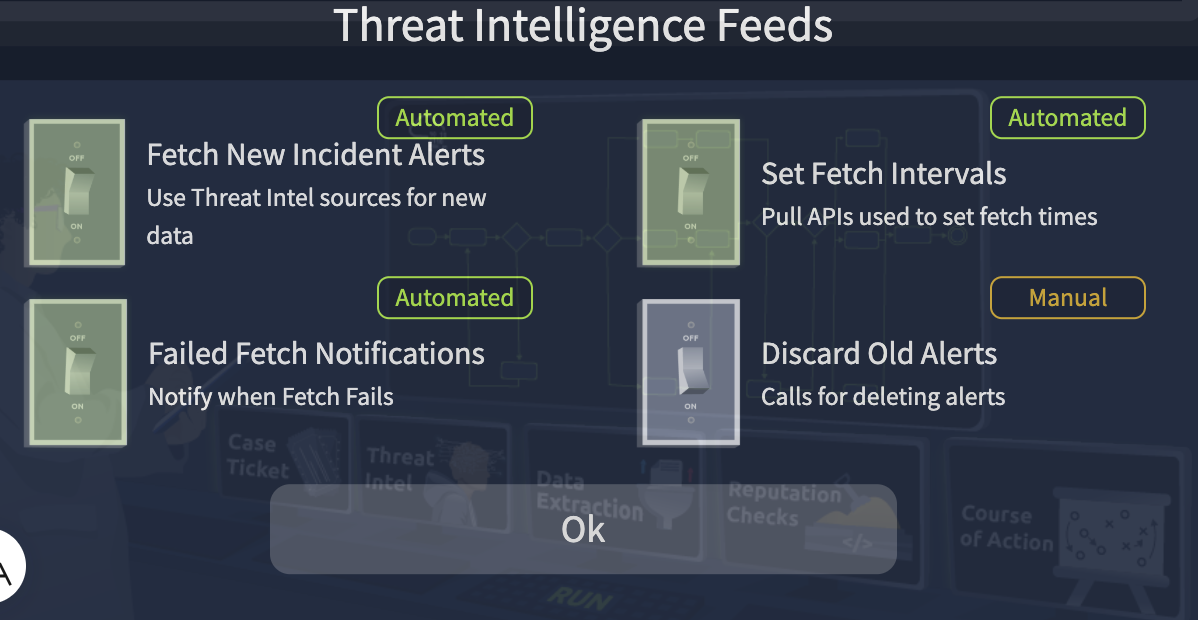 Threat Intelligence Feeds
Automated
Fetch New Incident Alerts
Use Threat Intel sources for new
data
OFF
ON
Automated
Set Fetch Intervals
Pull APIs used to set fetch times
OFF
ON
Automated
Failed Fetch Notifications
Notify when Fetch Fails
OFF
ON
Manual
Discard Old Alerts
Calls for deleting alerts
OFF
ON
Case
Ticket
Threat
Intel
Data
Extraction
Reputation
Checks
</>
Course
of Action
Ok
A
RUN